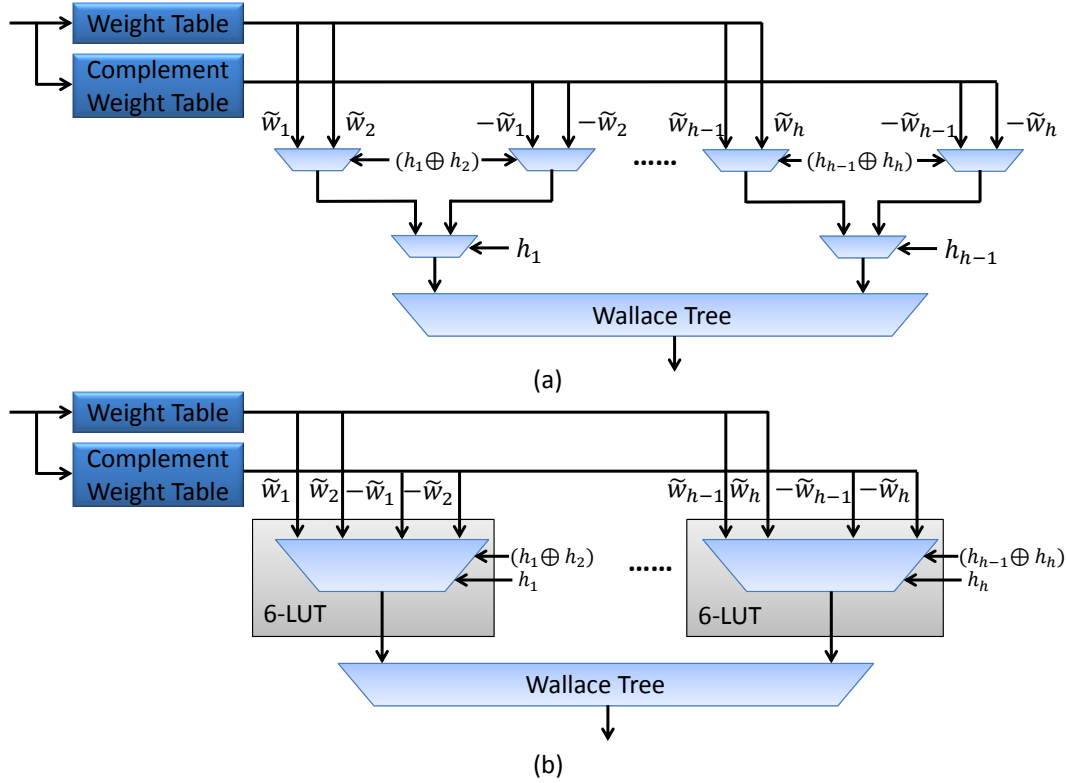 Weight Table
Complement
Weight Table
w̃₁ w̃₂ −w̃₁ −w̃₂ w̃ₕ₋₁ w̃ₕ −w̃ₕ₋₁ −w̃ₕ
(h₁⊕ h₂) ...... (hₕ₋₁⊕ hₕ)
h₁ hₕ₋₁
Wallace Tree
(a)
Weight Table
Complement
Weight Table
w̃₁ w̃₂ −w̃₁ −w̃₂ w̃ₕ₋₁ w̃ₕ −w̃ₕ₋₁ −w̃ₕ
(h₁⊕ h₂) ...... (hₕ₋₁⊕ hₕ)
h₁ hₕ
6-LUT 6-LUT
Wallace Tree
(b)